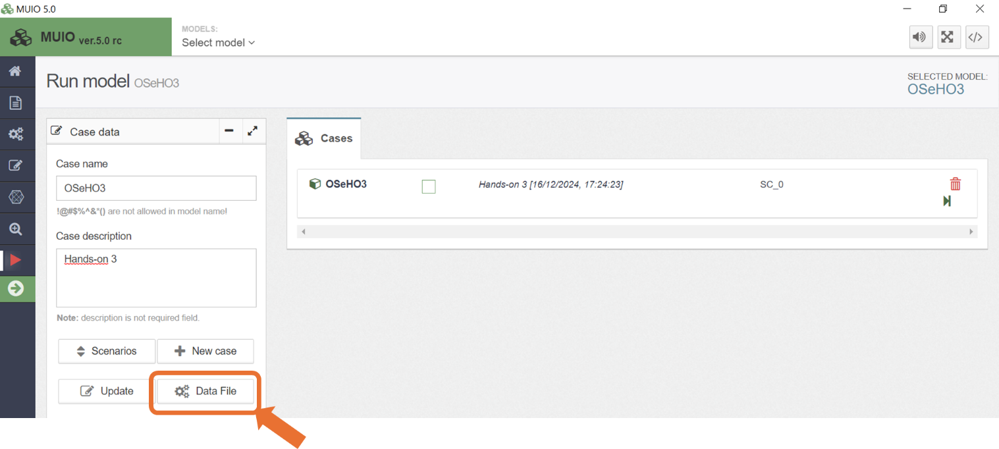 MUIO 5.0
MUIO ver.5.0 rc
MODELS:
Select model
Run model OSeHO3
SELECTED MODEL:
OSeHO3
Case data
Case name
OSeHO3
!@#$%^&*() are not allowed in model name!
Case description
Hands-on 3
Note: description is not required field.
Scenarios
New case
Update
Data File
Cases
OSeHO3
Hands-on 3 [16/12/2024, 17:24:23]
SC_0